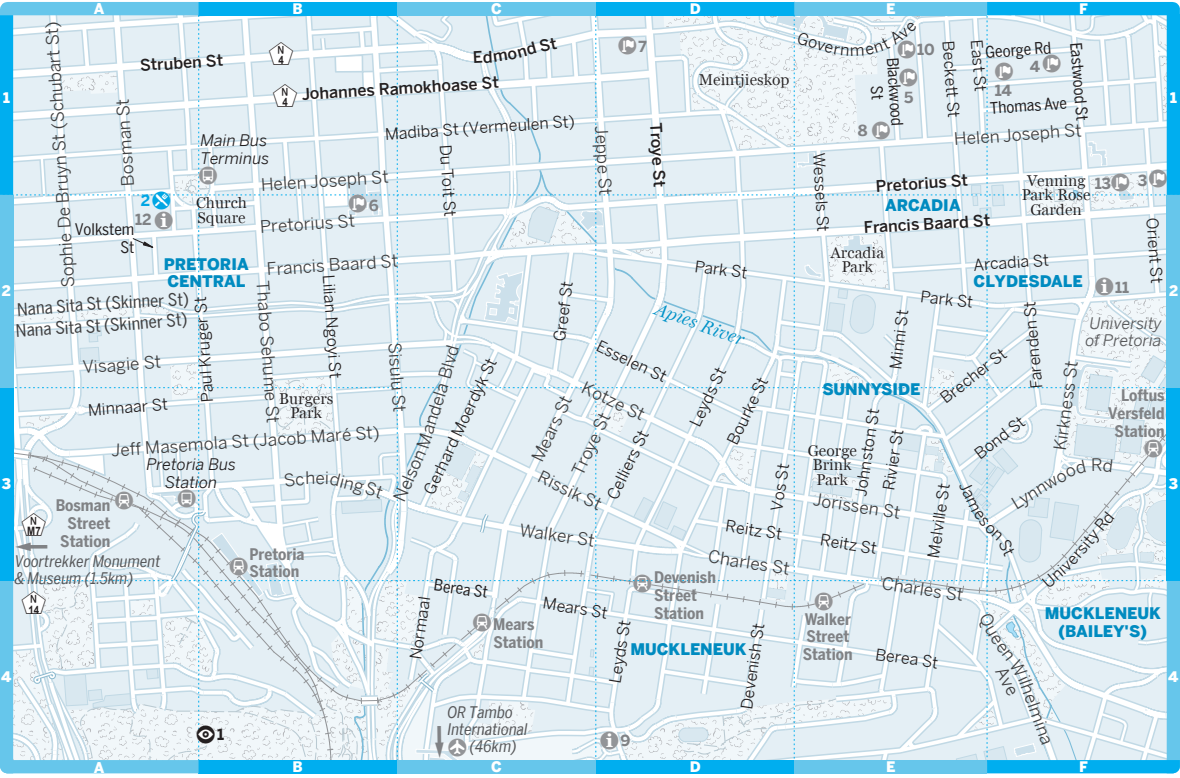 A B C D E F
Sophie De Bruyn St (Schubart St)
Struben St
N
4
Edmond St
7
Government Ave
10
Blackwood
St
5
Beckett St
East St
George Rd
4
14
Eastwood St
Thomas Ave
Meintjieskop
N
4
Johannes Ramokhoase St
1
1
Bosman St
Main Bus
Terminus
Madiba St (Vermeulen St)
Du Toit St
Jeppe St
Troye St
8
Helen Joseph St
Wessels St
Helen Joseph St
Pretorius St
ARCADIA
Francis Baard St
Venning
Park Rose
Garden
13
3
2
12
Church
Square
6
Pretorius St
Volkstem
St
Orient St
PRETORIA
CENTRAL
Francis Baard St
Park St
Arcadia
Park
Arcadia St
CLYDESDALE
11
2
2
Nana Sita St (Skinner St)
Nana Sita St (Skinner St)
Paul Kruger St
Thabo Sehume St
Lilian Ngoyi St
Sisulu St
Greef St
Apies River
Park St
Minni St
Farenden St
University
of Pretoria
Visagie St
Nelson Mandela Blvd
Gerhard Moerdyk St
Esselen St
Kotze St
Leyds St
Bourke St
SUNNYSIDE
Brecher St
Kirkness St
Loftus
Versfeld
Station
Minnaar St
Burgers
Park
Mears St
Troye St
Celliers St
Jeff Masemola St (Jacob Maré St)
Pretoria Bus
Station
Scheiding St
Rissik St
Vos St
George
Brink
Park
Johnston St
Rivier St
Bond St
Lynnwood Rd
Jorissen St
Melville St
Jameson St
University Rd
3
3
Bosman
Street
Station
N
M7
Voortrekker Monument
& Museum (1.5km)
N
14
Pretoria
Station
Walker St
Reitz St
Reitz St
Charles St
Charles St
Berea St
Normaal
Mears
Station
Mears St
Devenish
Street
Station
Leyds St
MUCKLENEUK
Devenish St
Walker
Street
Station
Berea St
Queen Wilhelmina
Ave
MUCKLENEUK
(BAILEY'S)
4
4
1
OR Tambo
International
(46km)
9
A B C D E F